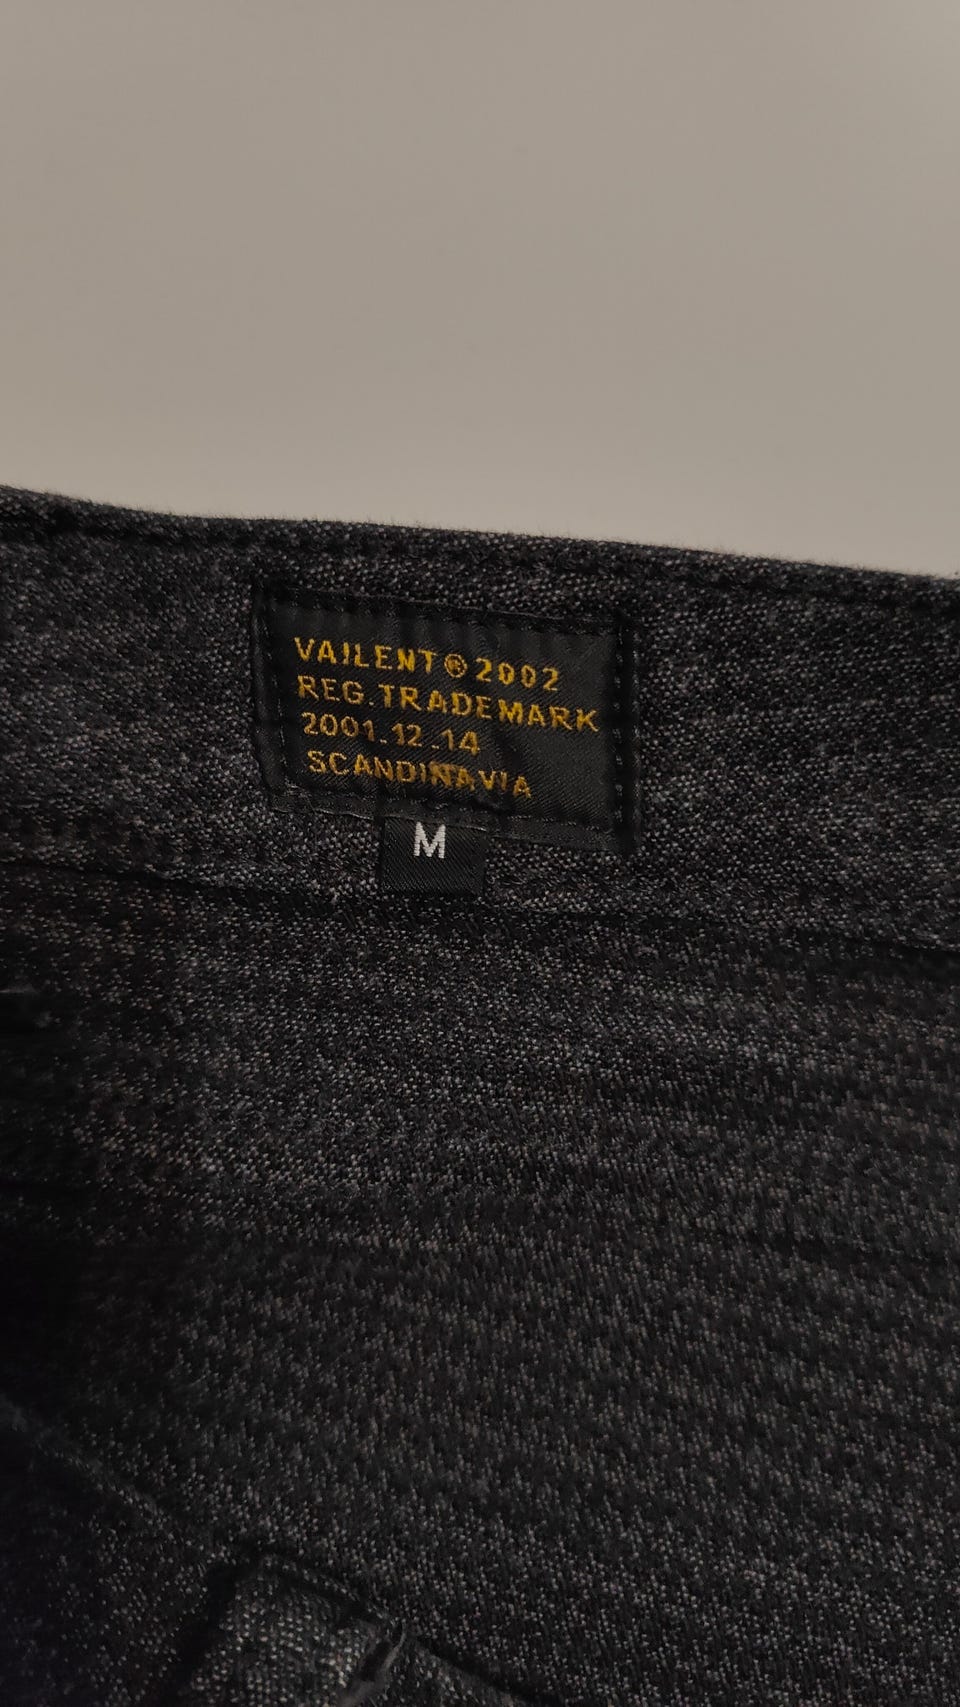 VAILENT®2002
REG.TRADEMARK
2001.12.14
SCANDINAVIA
M